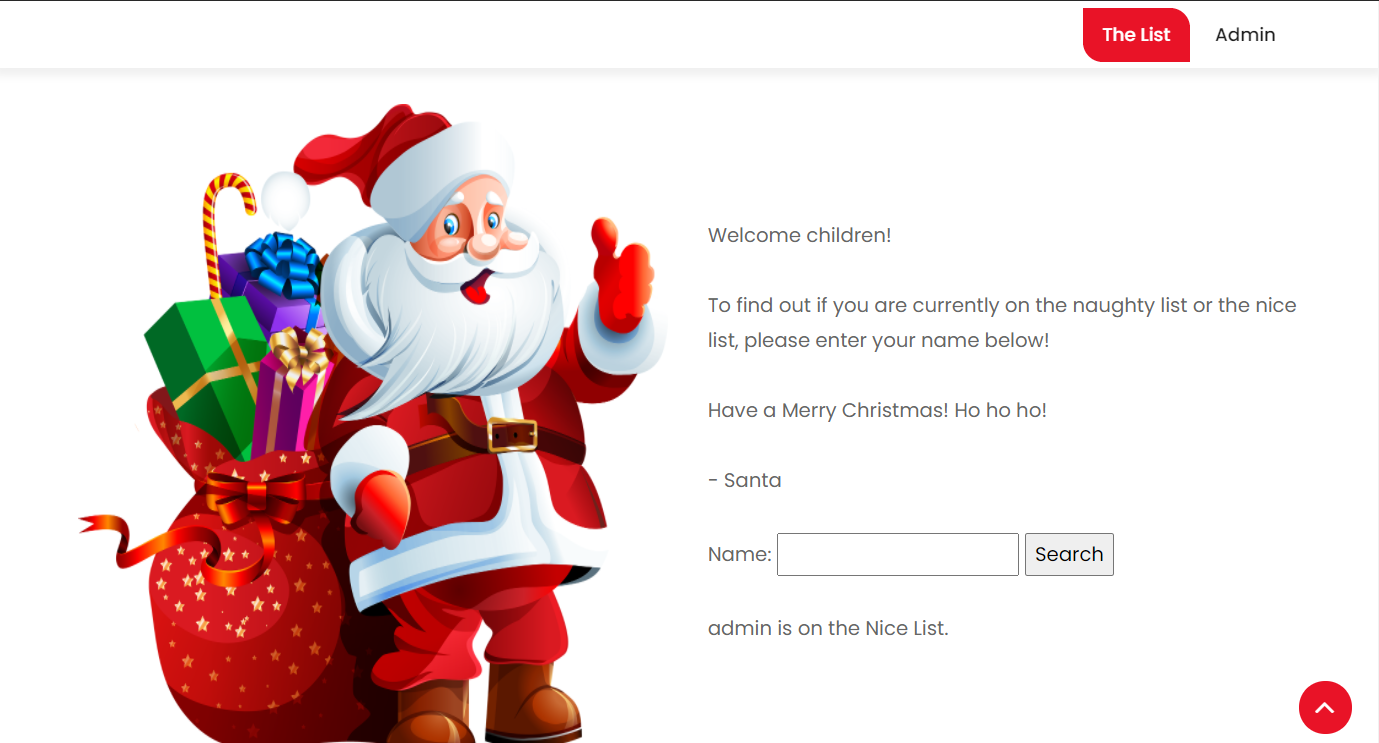 The List Admin
Welcome children!
To find out if you are currently on the naughty list or the nice
list, please enter your name below!
Have a Merry Christmas! Ho ho ho!
- Santa
Name: Search
admin is on the Nice List.